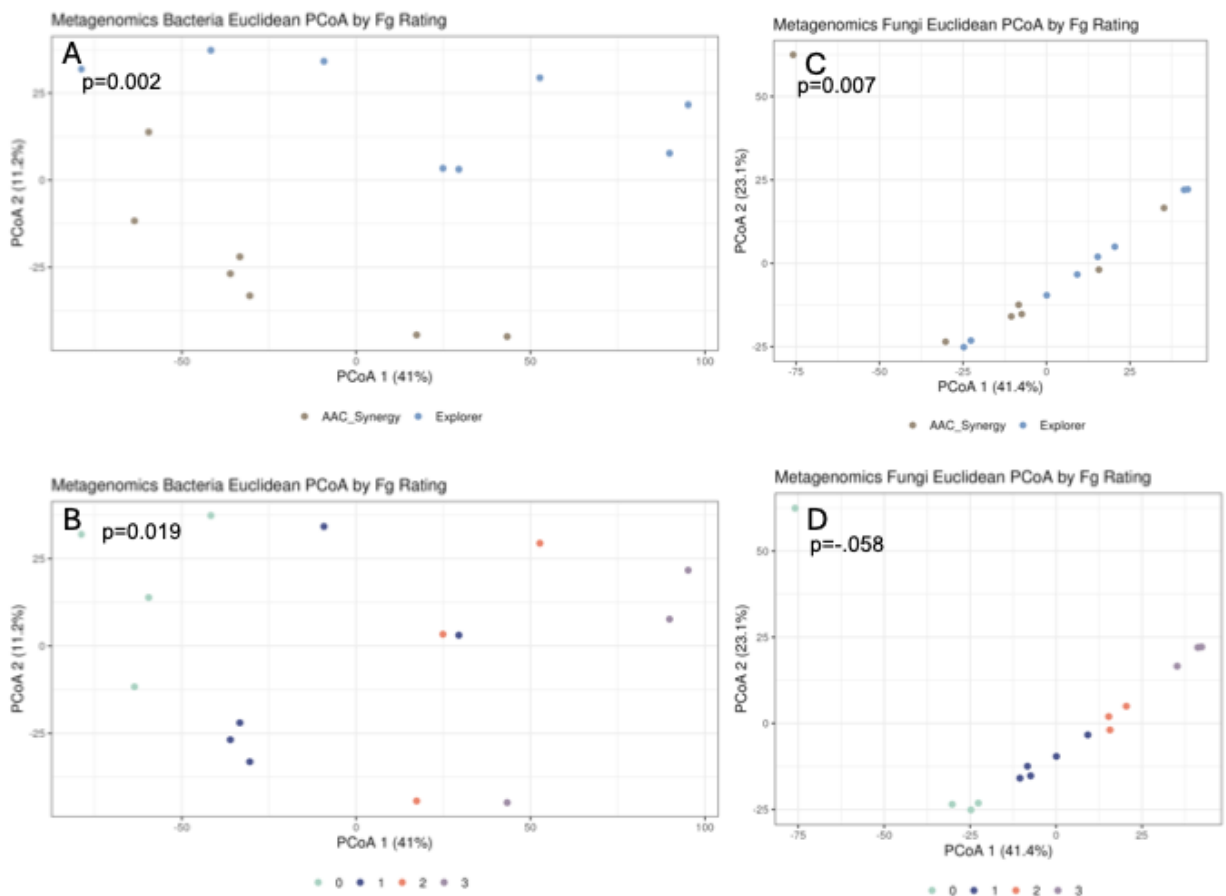 Metagenomics Bacteria Euclidean PCoA by Fg Rating
A
p=0.002
25
0
-25
PCoA 2 (11.2%)
-50
0
50
100
PCoA 1 (41%)
AAC_Synergy
Explorer
Metagenomics Fungi Euclidean PCoA by Fg Rating
C
p=0.007
50
25
0
-25
PCoA 2 (23.1%)
-75
-50
-25
0
25
PCoA 1 (41.4%)
AAC_Synergy
Explorer
Metagenomics Bacteria Euclidean PCoA by Fg Rating
B
p=0.019
25
0
-25
PCoA 2 (11.2%)
-50
0
50
100
PCoA 1 (41%)
0
1
2
3
Metagenomics Fungi Euclidean PCoA by Fg Rating
D
p=-.058
50
25
0
-25
PCoA 2 (23.1%)
-75
-50
-25
0
25
PCoA 1 (41.4%)
0
1
2
3